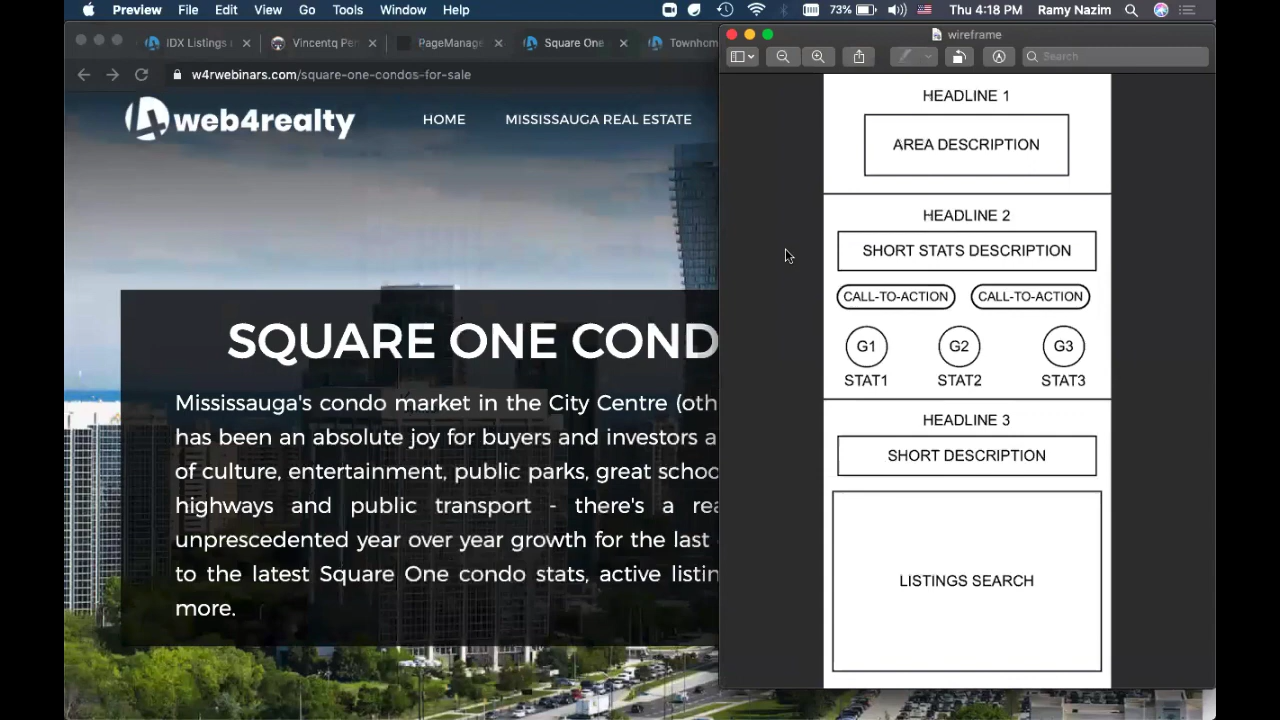 Preview File Edit View Go Tools Window Help 73% Thu 4:18 PM Ramy Nazim
IDX Listings Vincentq Per PageManage Square One Townhom
w4rwebinars.com/square-one-condos-for-sale
web4realty HOME MISSISSAUGA REAL ESTATE
SQUARE ONE COND
Mississauga's condo market in the City Centre (oth
has been an absolute joy for buyers and investors a
of culture, entertainment, public parks, great schoo
highways and public transport - there's a rea
unprescedented year over year growth for the last
to the latest Square One condo stats, active listin
more.
wireframe
Search
HEADLINE 1
AREA DESCRIPTION
HEADLINE 2
SHORT STATS DESCRIPTION
CALL-TO-ACTION CALL-TO-ACTION
G1 G2 G3
STAT1 STAT2 STAT3
HEADLINE 3
SHORT DESCRIPTION
LISTINGS SEARCH